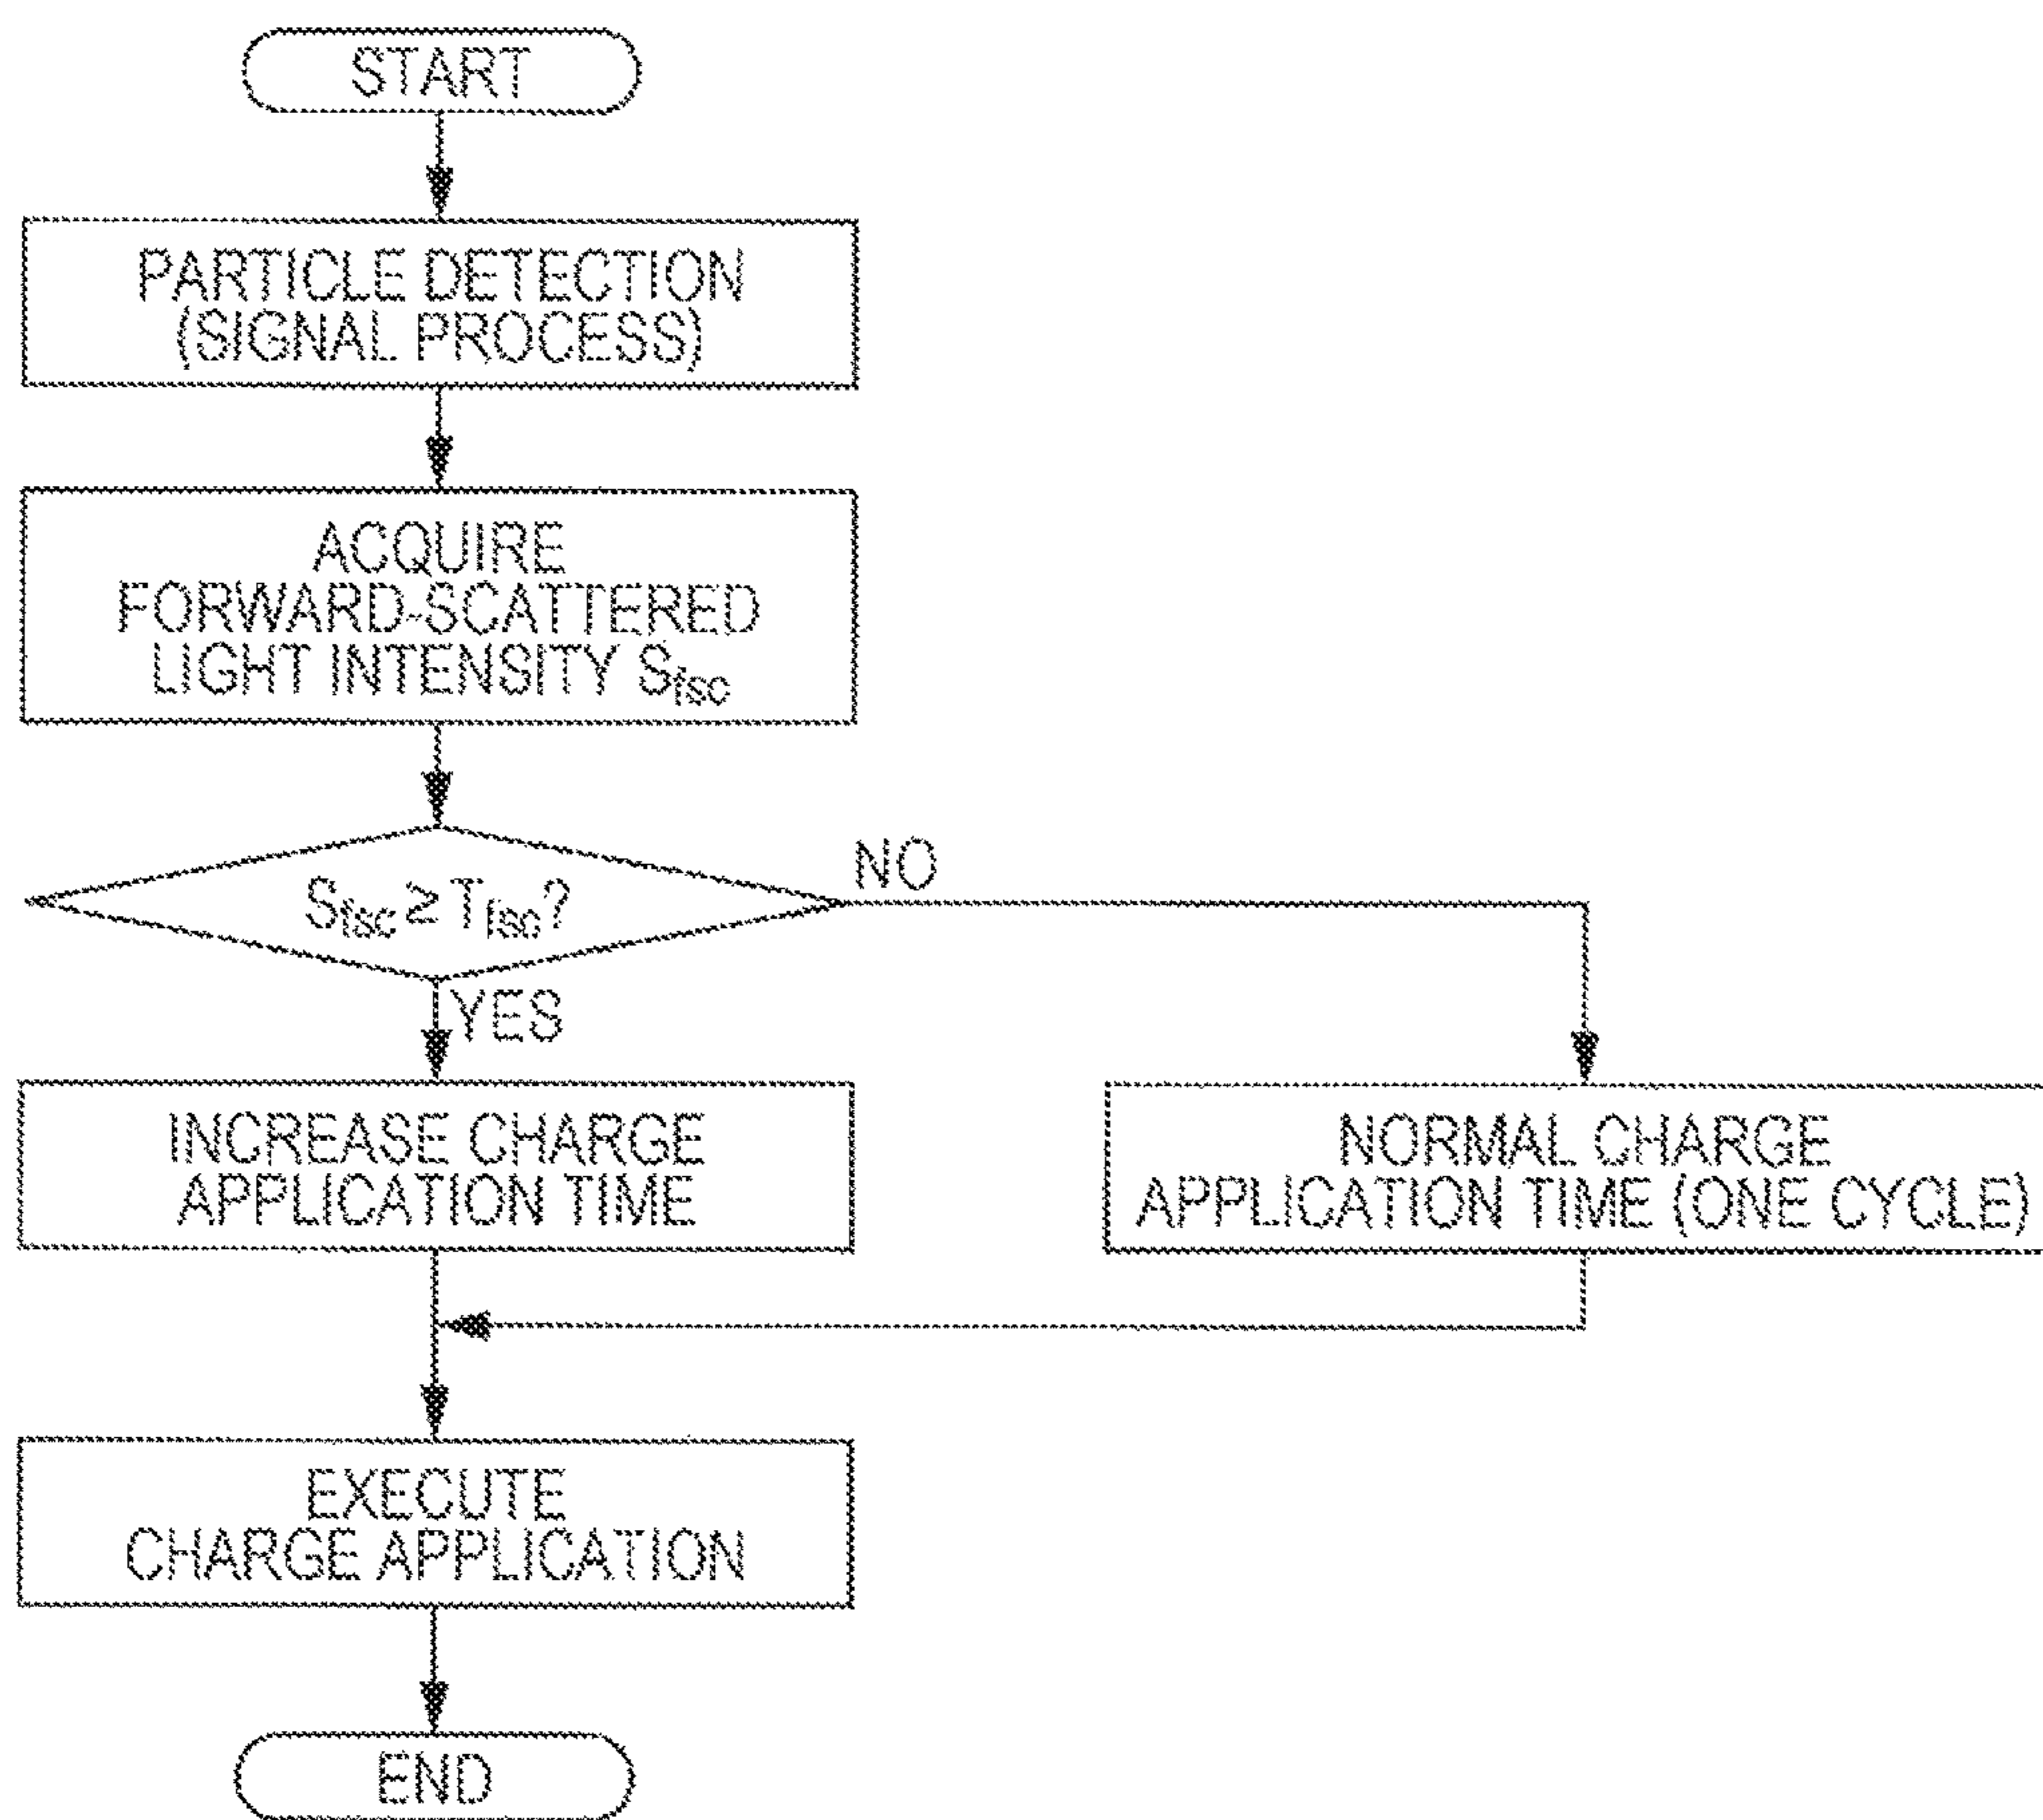 START
PARTICLE DETECTION
(SIGNAL PROCESS)
ACQUIRE
FORWARD-SCATTERED
LIGHT INTENSITY Sfsc
Sfsc ≥ Tfsc?
NO
YES
INCREASE CHARGE
APPLICATION TIME
NORMAL CHARGE
APPLICATION TIME (ONE CYCLE)
EXECUTE
CHARGE APPLICATION
END